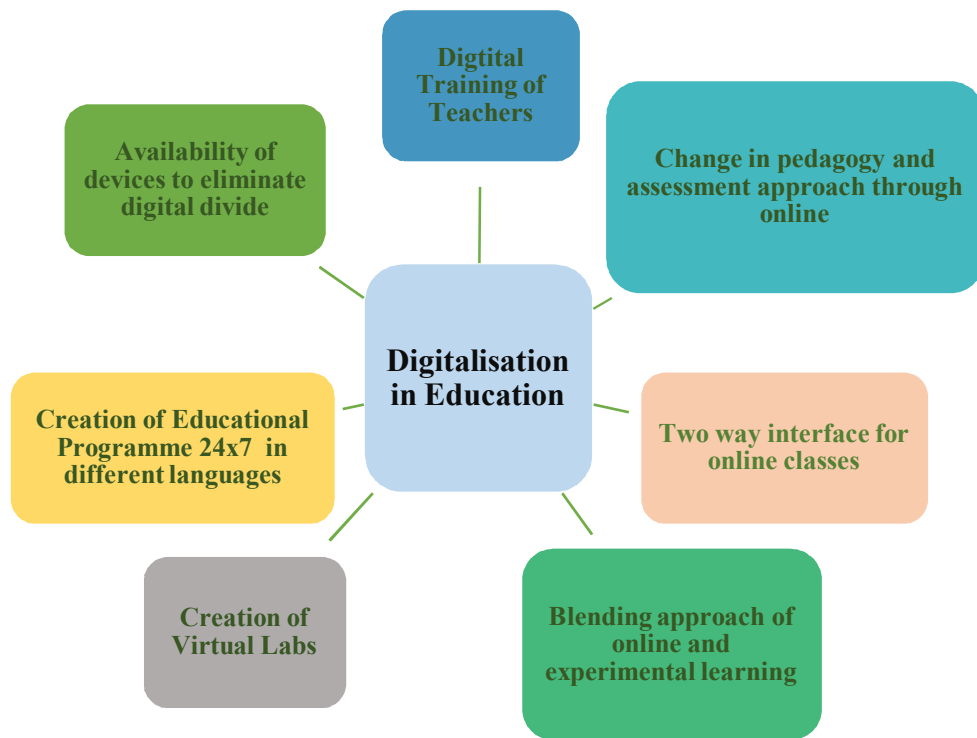 Digtital
Training of
Teachers
Availability of
devices to eliminate
digital divide
Change in pedagogy and
assessment approach through
online
Digitalisation
in Education
Creation of Educational
Programme 24x7 in
different languages
Two way interface for
online classes
Creation of
Virtual Labs
Blending approach of
online and
experimental learning